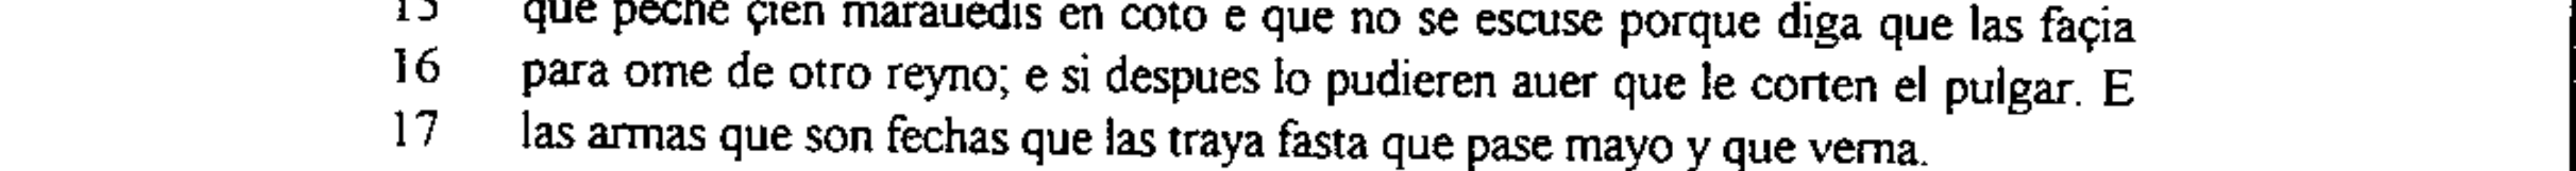 15 que peche çien marauedis en coto e que no se escuse porque diga que las façia
16 para ome de otro reyno; e si despues lo pudieren auer que le corten el pulgar. E
17 las armas que son fechas que las traya fasta que pase mayo y que verna.